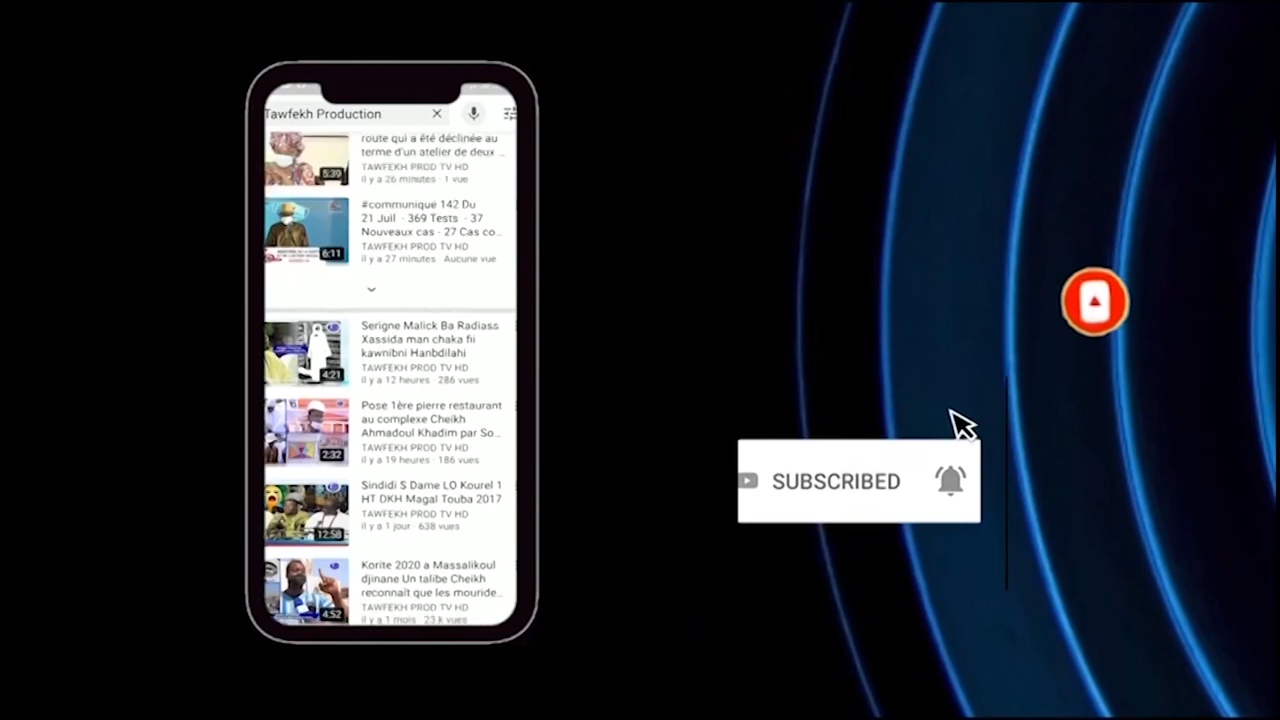 Tawfekh Production
route qui a été déclinée au
terme d'un atelier de deux ...
TAWFEKH PROD TV HD
il y a 26 minutes · 1 vue
5:39
#communiqué 142 Du
21 Juil - 369 Tests - 37
Nouveaux cas - 27 Cas co...
TAWFEKH PROD TV HD
il y a 27 minutes · Aucune vue
6:11
Serigne Malick Ba Radiass
Xassida man chaka fii
kawnibni Hanbdilahi
TAWFEKH PROD TV HD
il y a 12 heures · 286 vues
4:21
Pose 1ère pierre restaurant
au complexe Cheikh
Ahmadoul Khadim par So...
TAWFEKH PROD TV HD
il y a 19 heures · 186 vues
2:32
Sindidi S Dame LO Kourel 1
HT DKH Magal Touba 2017
TAWFEKH PROD TV HD
il y a 1 jour · 638 vues
12:58
Korite 2020 a Massalikoul
djinane Un talibe Cheikh
reconnaît que les mouride...
TAWFEKH PROD TV HD
il y a 1 mois · 23 k vues
4:52
SUBSCRIBED